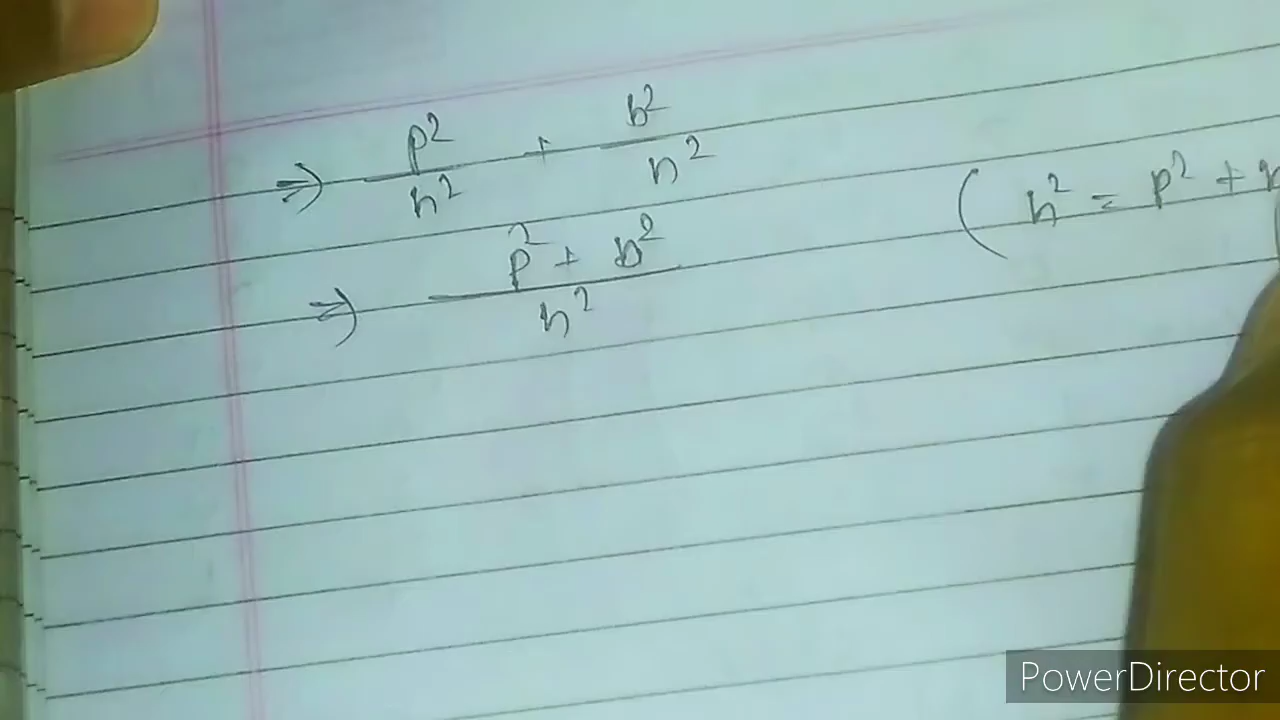 ⇒) p²/h² + b²/h²
(h² = p² +
⇒) p² + b²/h²
PowerDirector